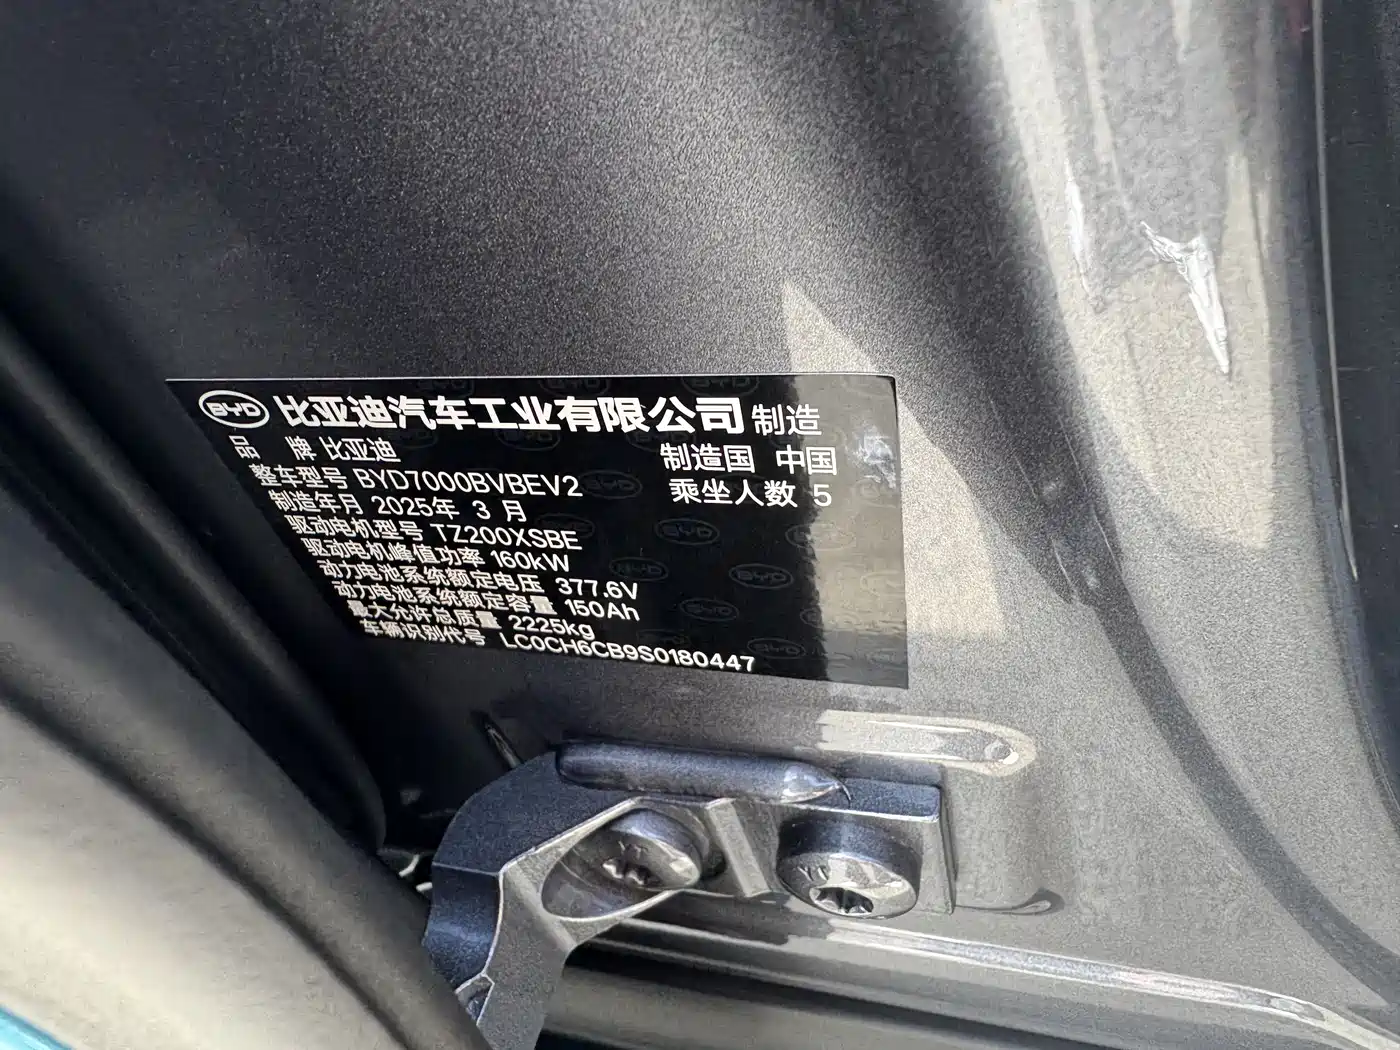 BYD 比亚迪汽车工业有限公司 制造
品 牌 比亚迪
制造国 中国
整车型号 BYD7000BVBEV2
乘坐人数 5
制造年月 2025年 3 月
驱动电机型号 TZ200XSBE
驱动电机峰值功率 160kW
动力电池系统额定电压 377.6V
动力电池系统额定容量 150Ah
最大允许总质量 2225kg
车辆识别代号 LC0CH6CB9S0180447